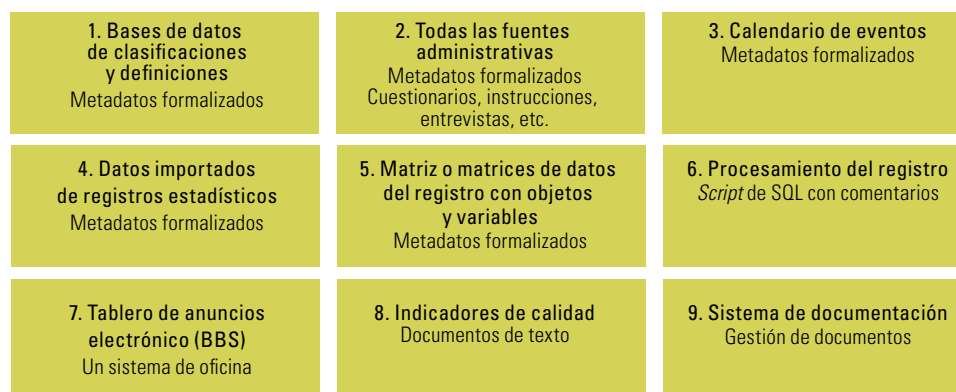 1. Bases de datos
de clasificaciones
y definiciones
Metadatos formalizados
2. Todas las fuentes
administrativas
Metadatos formalizados
Cuestionarios, instrucciones,
entrevistas, etc.
3. Calendario de eventos
Metadatos formalizados
4. Datos importados
de registros estadísticos
Metadatos formalizados
5. Matriz o matrices de datos
del registro con objetos
y variables
Metadatos formalizados
6. Procesamiento del registro
Script de SQL con comentarios
7. Tablero de anuncios
electrónico (BBS)
Un sistema de oficina
8. Indicadores de calidad
Documentos de texto
9. Sistema de documentación
Gestión de documentos